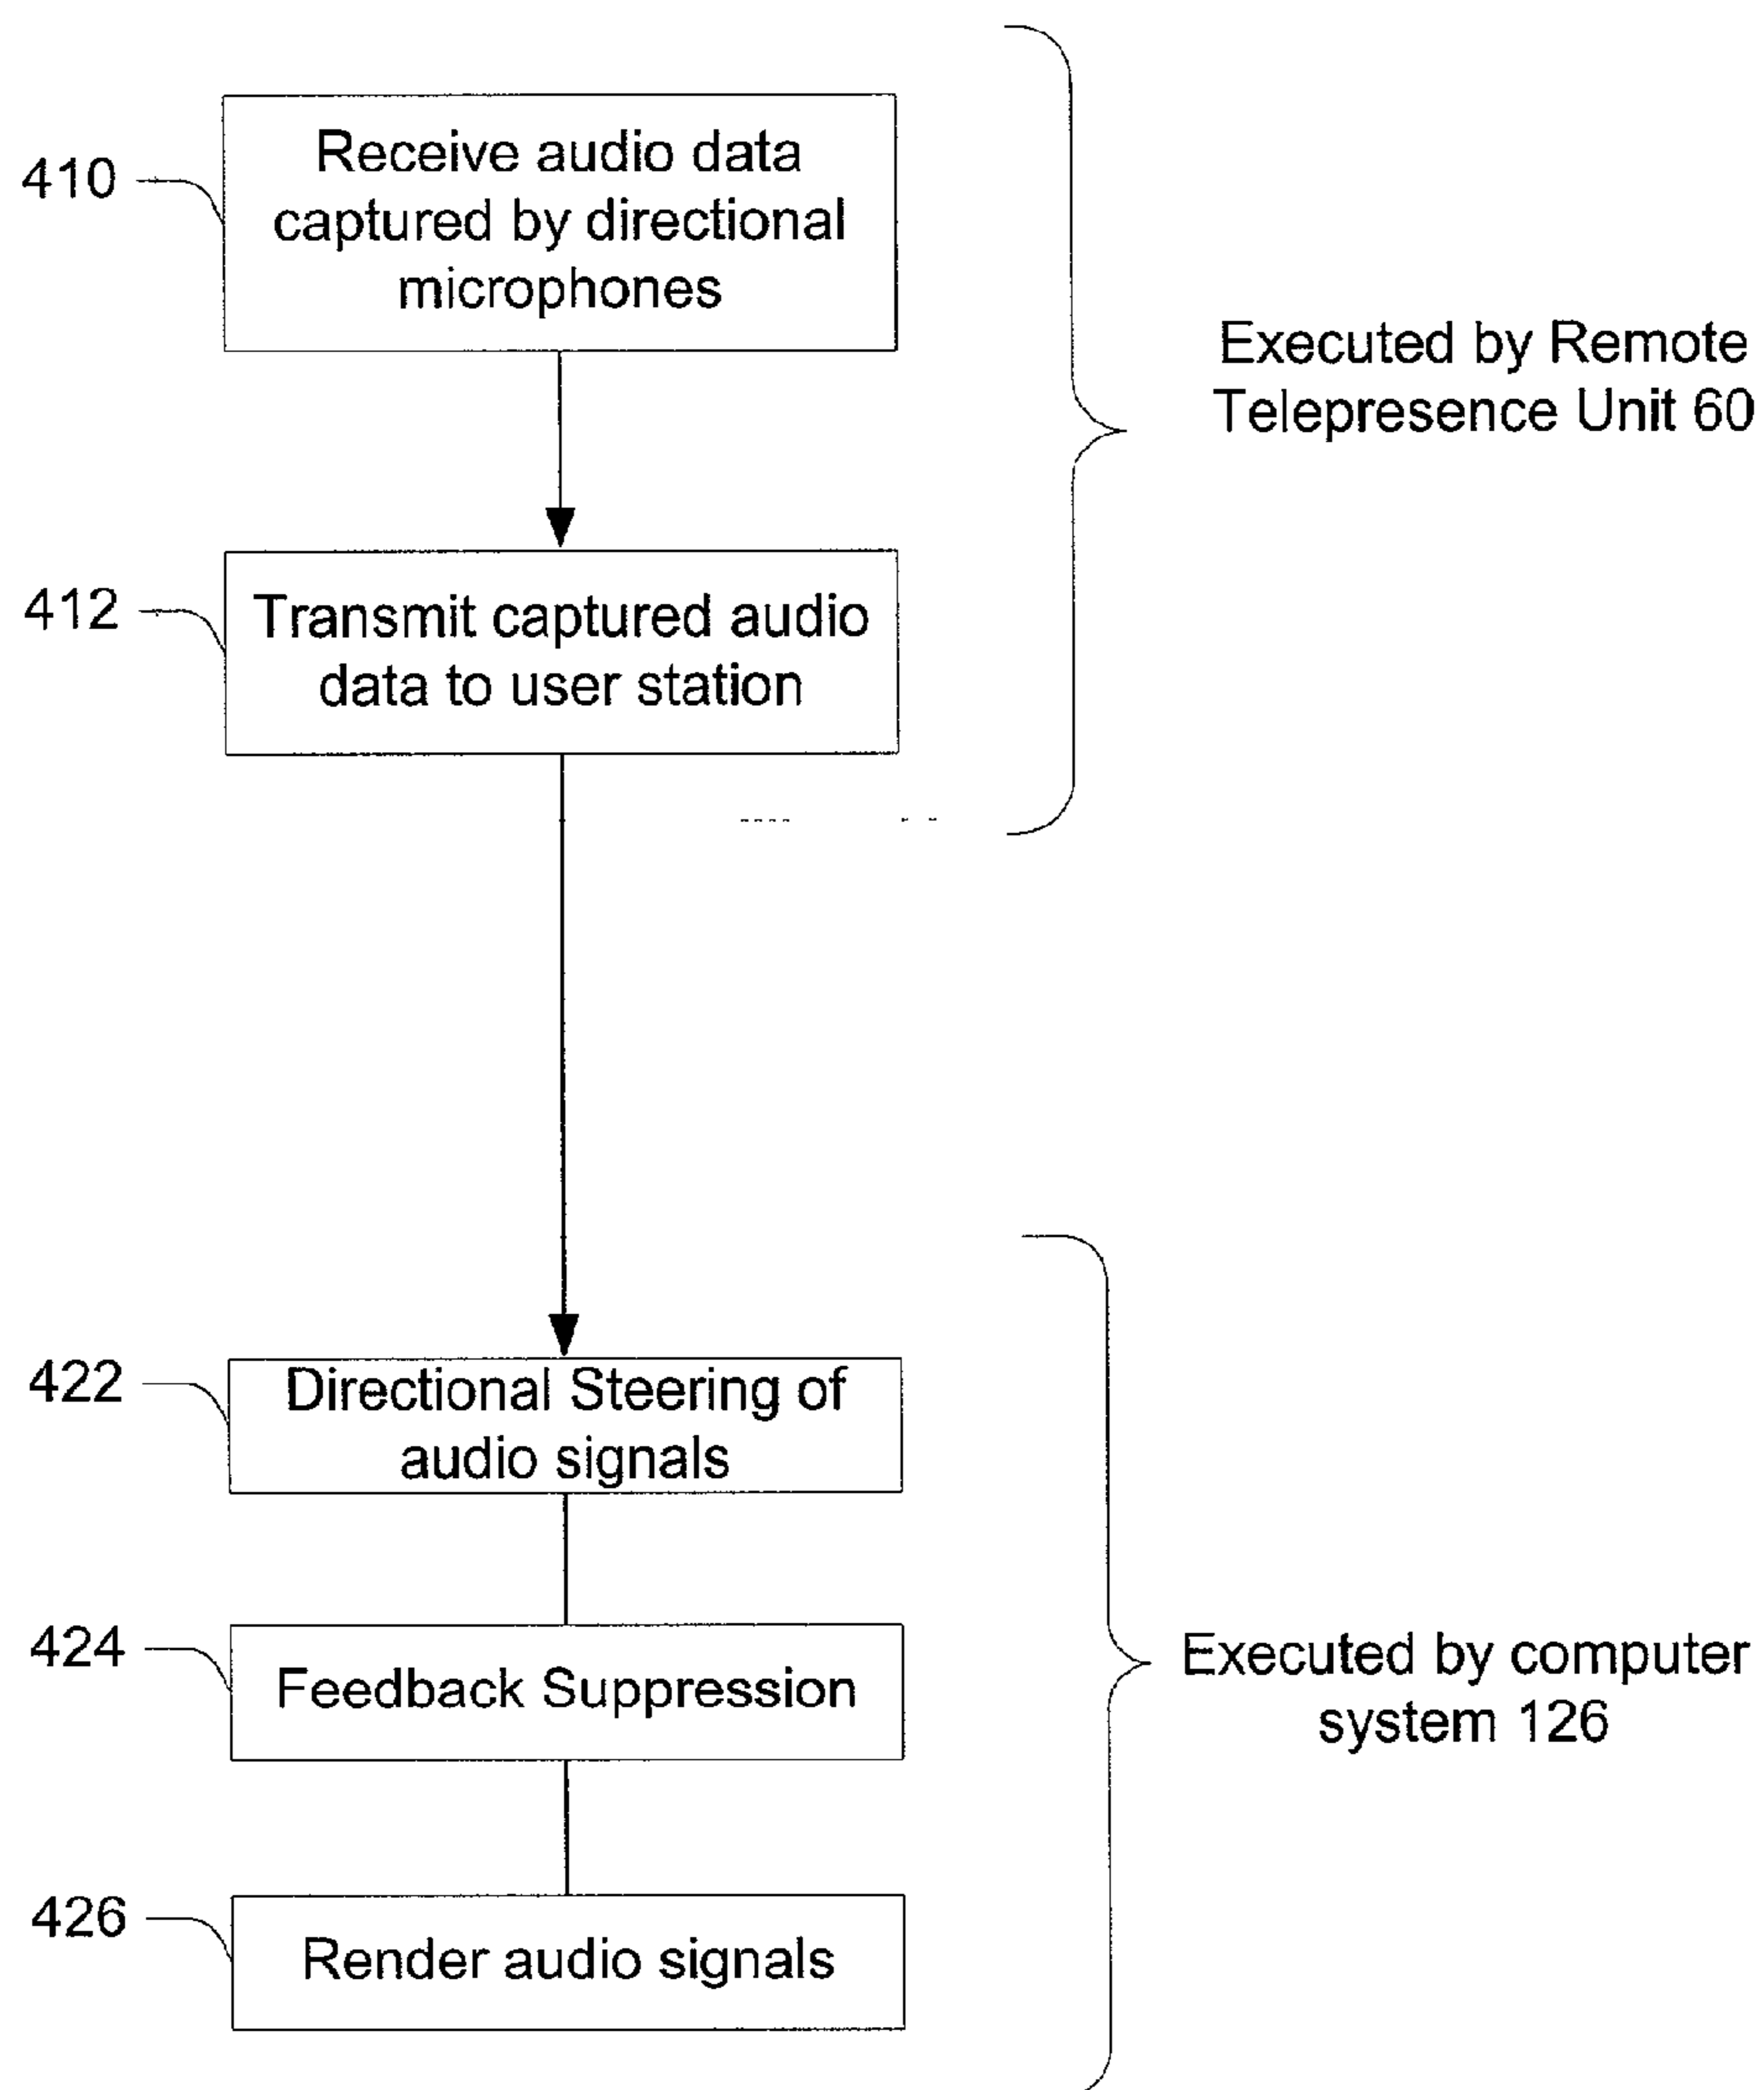 410
Receive audio data
captured by directional
microphones
Executed by Remote
Telepresence Unit 60
412
Transmit captured audio
data to user station
422
Directional Steering of
audio signals
424
Feedback Suppression
Executed by computer
system 126
426
Render audio signals